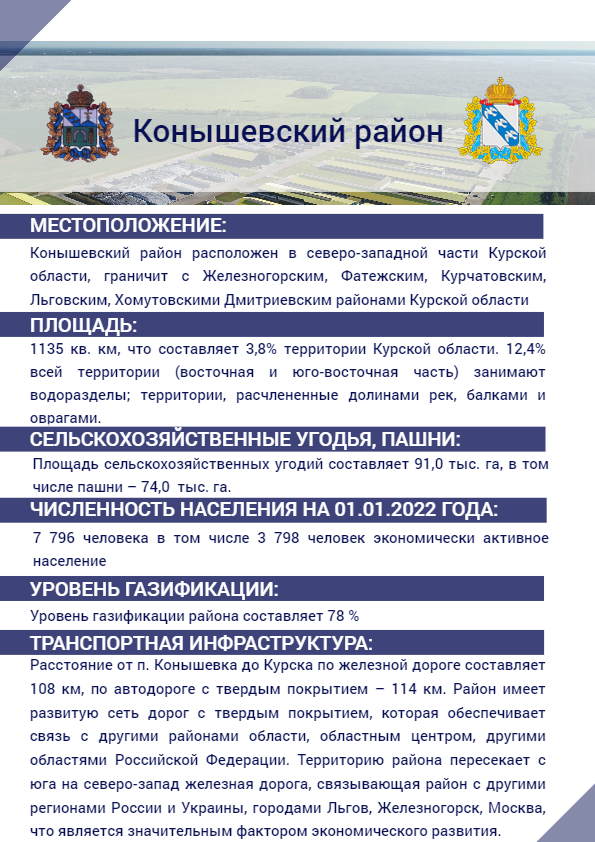 Конышевский район
МЕСТОПОЛОЖЕНИЕ:
Конышевский район расположен в северо-западной части Курской
области, граничит с Железногорским, Фатежским, Курчатовским,
Льговским, Хомутовскими Дмитриевским районами Курской области
ПЛОЩАДЬ:
1135 кв. км, что составляет 3,8% территории Курской области. 12,4%
всей территории (восточная и юго-восточная часть) занимают
водоразделы; территории, расчлененные долинами рек, балками и
оврагами.
СЕЛЬСКОХОЗЯЙСТВЕННЫЕ УГОДЬЯ, ПАШНИ:
Площадь сельскохозяйственных угодий составляет 91,0 тыс. га, в том
числе пашни – 74,0 тыс. га.
ЧИСЛЕННОСТЬ НАСЕЛЕНИЯ НА 01.01.2022 ГОДА:
7 796 человека в том числе 3 798 человек экономически активное
население
УРОВЕНЬ ГАЗИФИКАЦИИ:
Уровень газификации района составляет 78 %
ТРАНСПОРТНАЯ ИНФРАСТРУКТУРА:
Расстояние от п. Конышевка до Курска по железной дороге составляет
108 км, по автодороге с твердым покрытием – 114 км. Район имеет
развитую сеть дорог с твердым покрытием, которая обеспечивает
связь с другими районами области, областным центром, другими
областями Российской Федерации. Территорию района пересекает с
юга на северо-запад железная дорога, связывающая район с другими
регионами России и Украины, городами Льгов, Железногорск, Москва,
что является значительным фактором экономического развития.